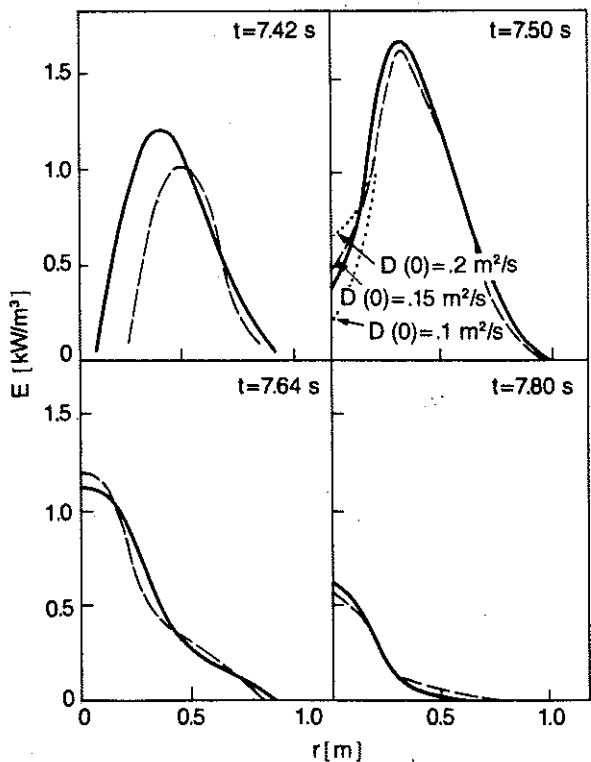 t=7.42 s
t=7.50 s
1.5
1.0
0.5
0
D (0)=.2 m²/s
D (0)=.15 m²/s
D (0)=.1 m²/s
E [kW/m³]
t=7.64 s
t=7.80 s
1.5
1.0
0.5
0
0 0.5 1.0 0.5 1.0
r[m]